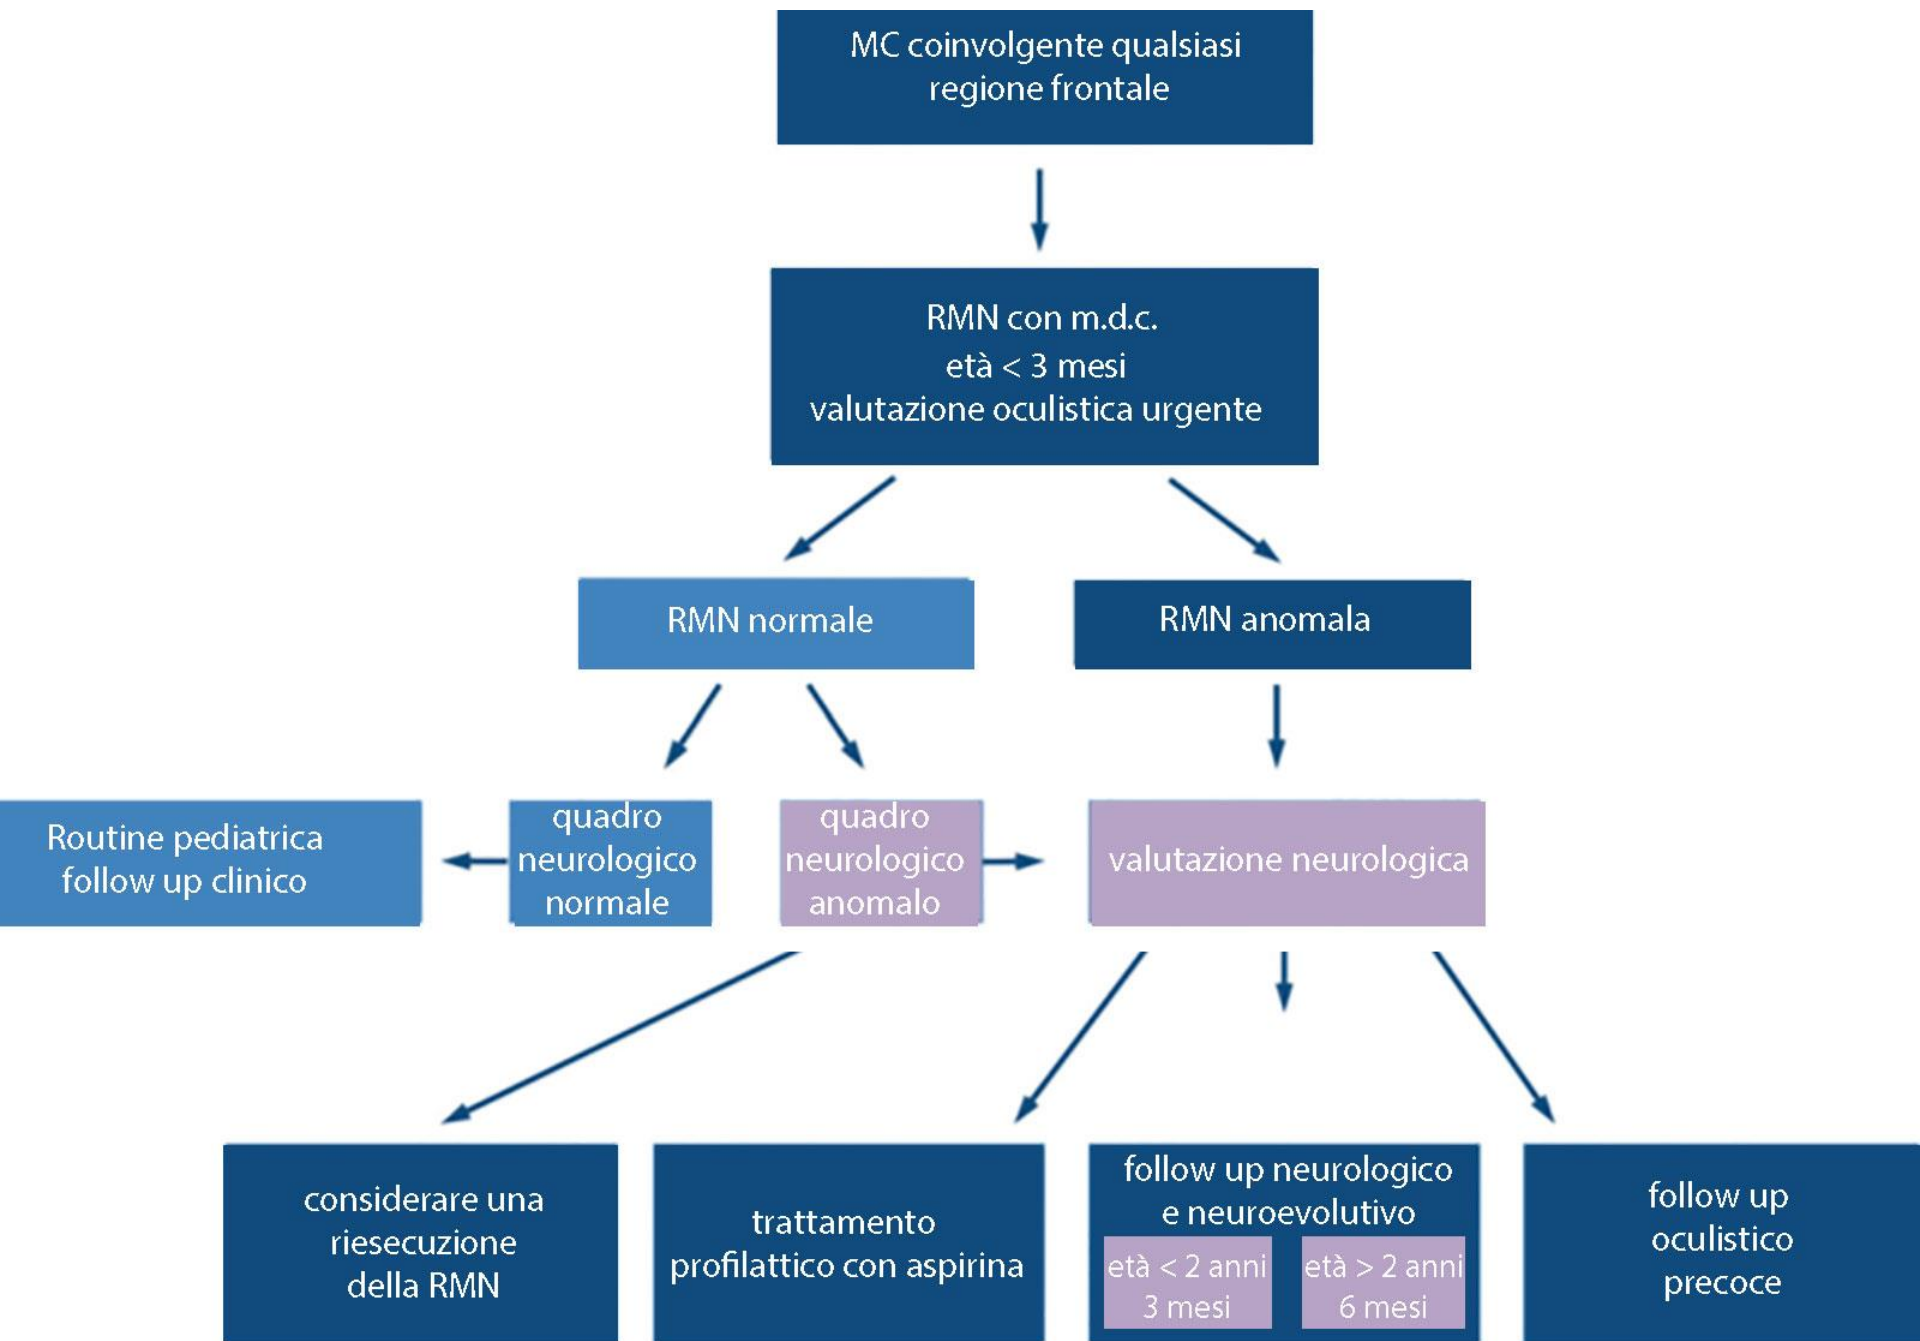 MC coinvolgente qualsiasi
regione frontale
RMN con m.d.c.
età < 3 mesi
valutazione oculistica urgente
RMN normale
RMN anomala
Routine pediatrica
follow up clinico
quadro
neurologico
normale
quadro
neurologico
anomalo
valutazione neurologica
considerare una
riesecuzione
della RMN
trattamento
profilattico con aspirina
follow up neurologico
e neuroevolutivo
età < 2 anni
3 mesi
età > 2 anni
6 mesi
follow up
oculistico
precoce